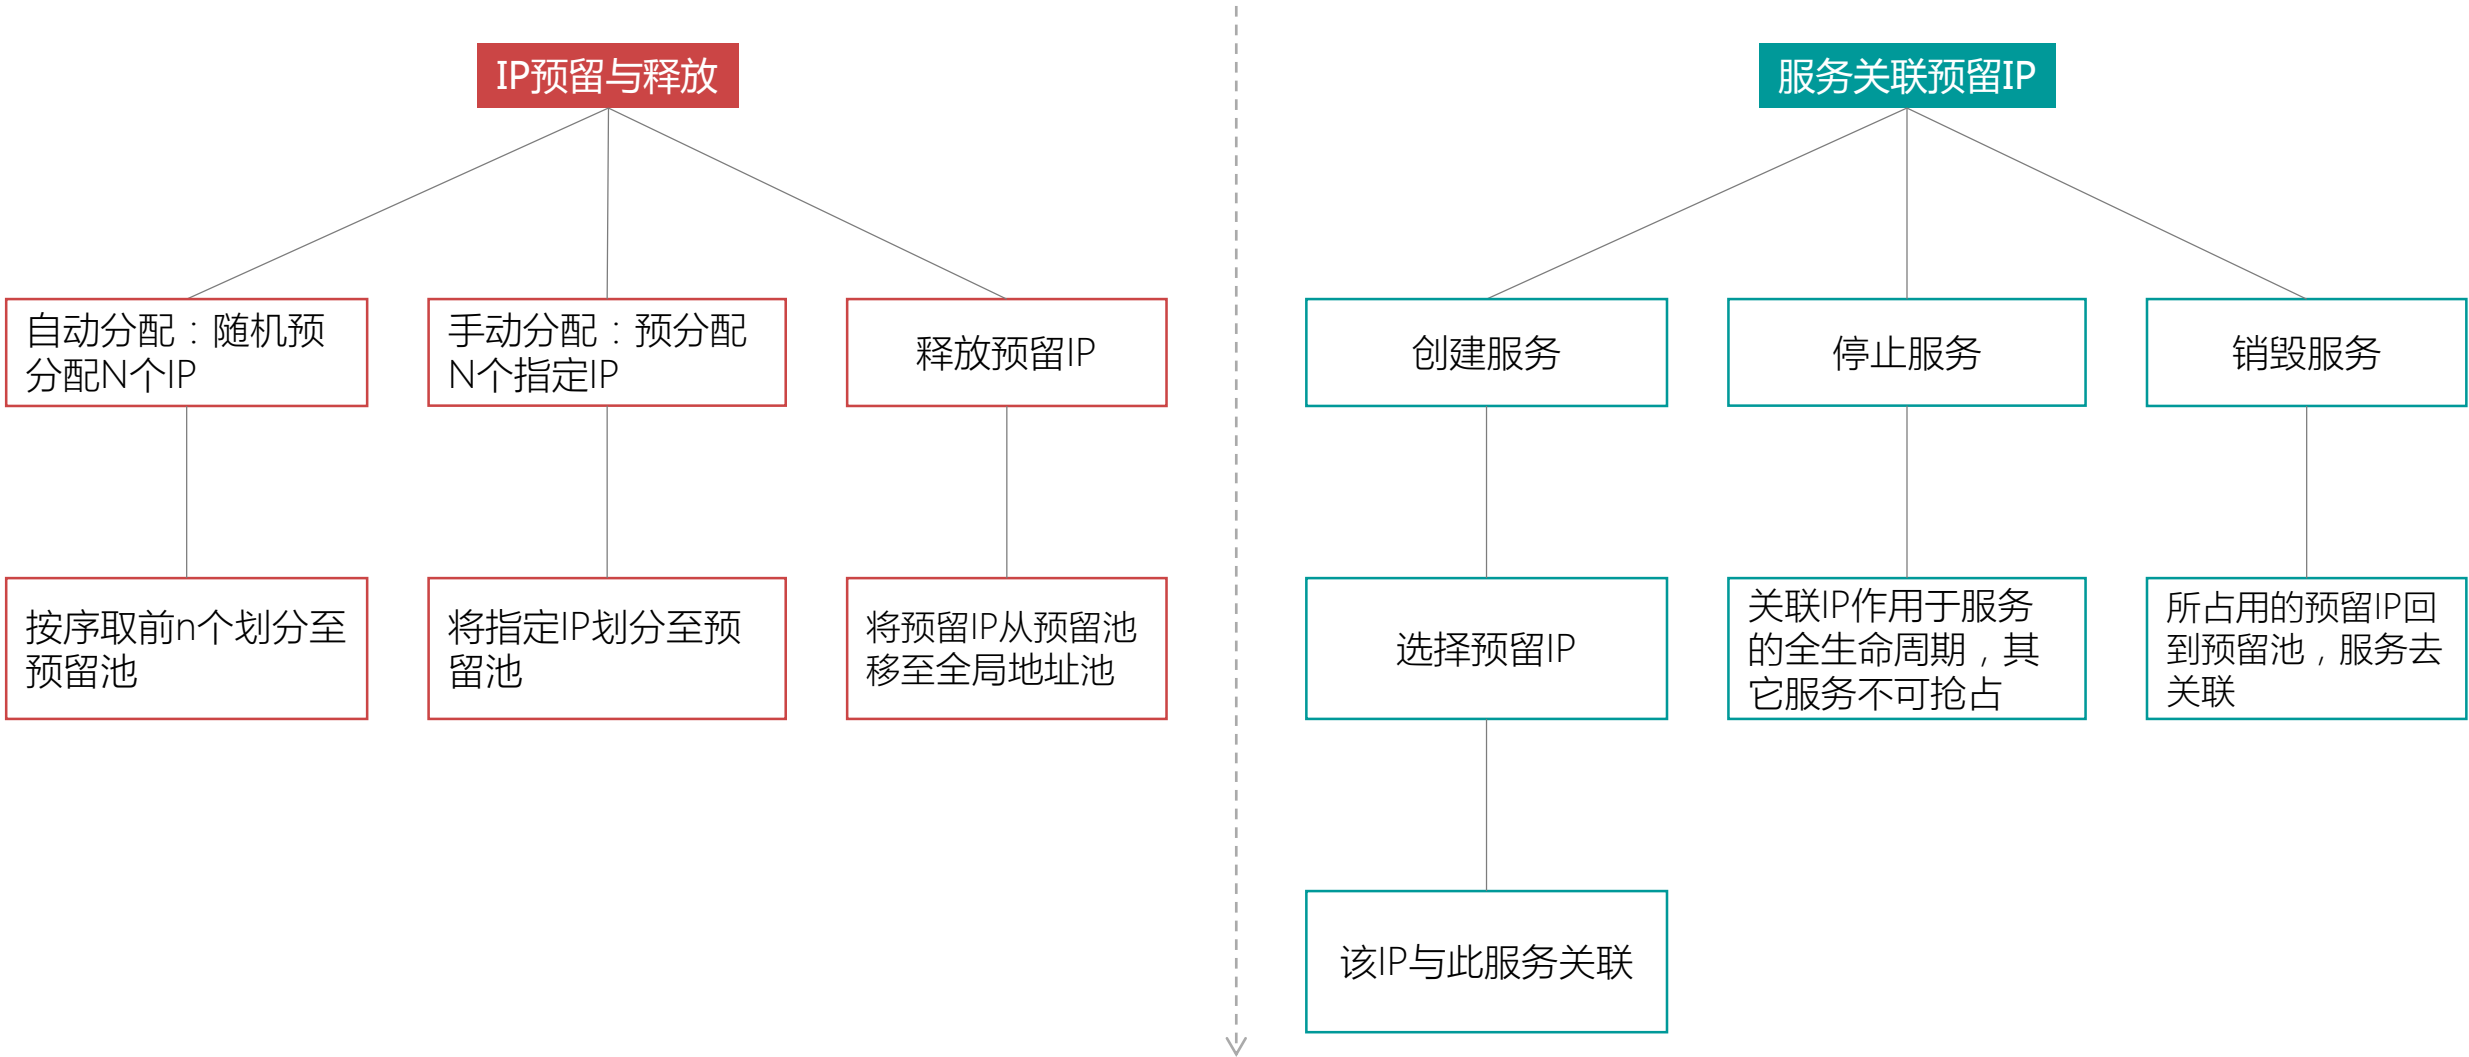 IP预留与释放
自动分配：随机预
分配N个IP
手动分配：预分配
N个指定IP
释放预留IP
按序取前n个划分至
预留池
将指定IP划分至预
留池
将预留IP从预留池
移至全局地址池
服务关联预留IP
创建服务
停止服务
销毁服务
选择预留IP
关联IP作用于服务
的全生命周期，其
它服务不可抢占
所占用的预留IP回
到预留池，服务去
关联
该IP与此服务关联